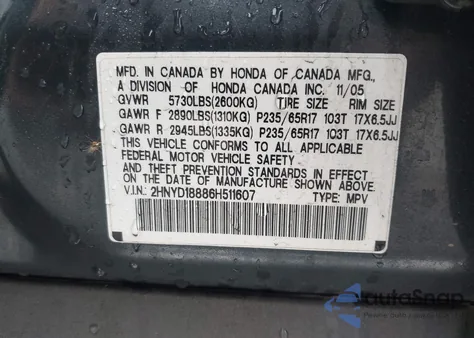 MFD. IN CANADA BY HONDA OF CANADA MFG.,
A DIVISION OF HONDA CANADA INC. 11/05
GVWR 5730LBS(2600KG) TIRE SIZE RIM SIZE
GAWR F 2890LBS(1310KG) P235/65R17 103T 17X6.5JJ
GAWR R 2945LBS(1335KG) P235/65R17 103T 17X6.5JJ
THIS VEHICLE CONFORMS TO ALL APPLICABLE
FEDERAL MOTOR VEHICLE SAFETY
AND THEFT PREVENTION STANDARDS IN EFFECT
ON THE DATE OF MANUFACTURE SHOWN ABOVE.
V.I.N.: 2HNYD18886H511607 TYPE: MPV
elautoSnap